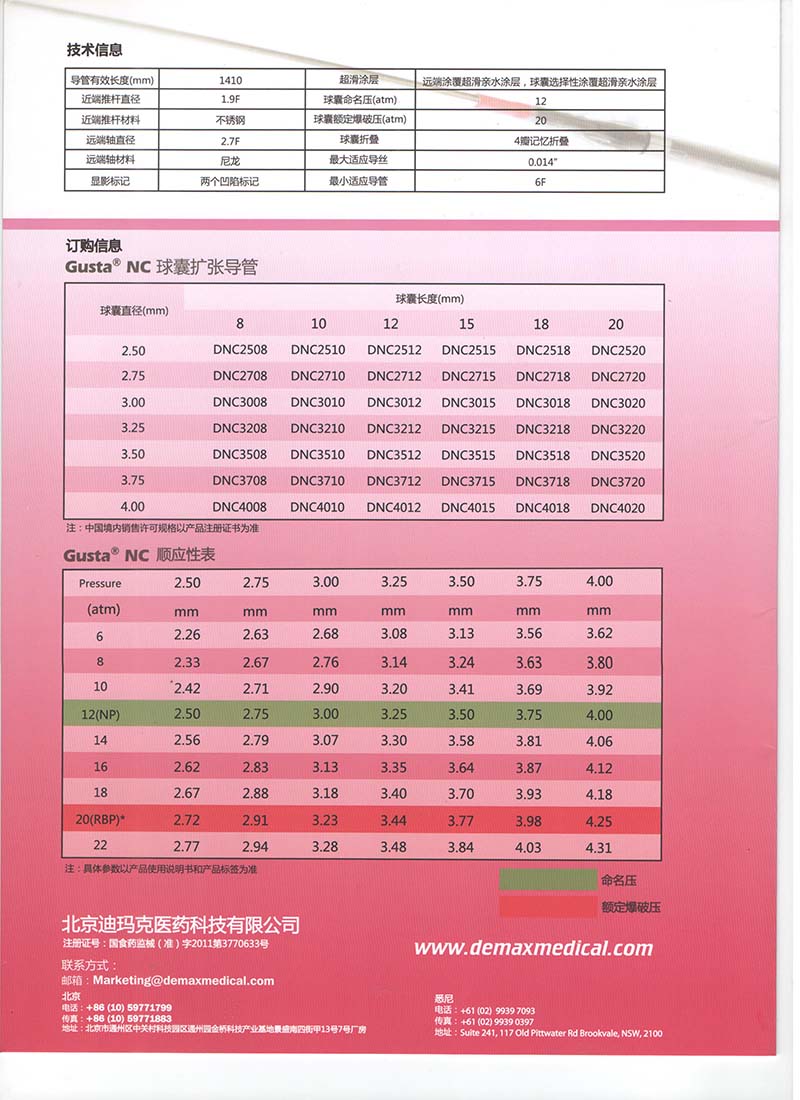 技术信息
导管有效长度(mm) 1410 超滑涂层 远端涂覆超滑亲水涂层，球囊选择性涂覆超滑亲水涂层
近端推杆直径 1.9F 球囊命名压(atm) 12
近端推杆材料 不锈钢 球囊额定爆破压(atm) 20
远端轴直径 2.7F 球囊折叠 4瓣记忆折叠
远端轴材料 尼龙 最大适应导丝 0.014"
显影标记 两个凹陷标记 最小适应导管 6F
订购信息
Gusta® NC 球囊扩张导管
球囊直径(mm) 球囊长度(mm)
8 10 12 15 18 20
2.50 DNC2508 DNC2510 DNC2512 DNC2515 DNC2518 DNC2520
2.75 DNC2708 DNC2710 DNC2712 DNC2715 DNC2718 DNC2720
3.00 DNC3008 DNC3010 DNC3012 DNC3015 DNC3018 DNC3020
3.25 DNC3208 DNC3210 DNC3212 DNC3215 DNC3218 DNC3220
3.50 DNC3508 DNC3510 DNC3512 DNC3515 DNC3518 DNC3520
3.75 DNC3708 DNC3710 DNC3712 DNC3715 DNC3718 DNC3720
4.00 DNC4008 DNC4010 DNC4012 DNC4015 DNC4018 DNC4020
注：中国境内销售许可规格以产品注册证书为准
Gusta® NC 顺应性表
Pressure 2.50 2.75 3.00 3.25 3.50 3.75 4.00
(atm) mm mm mm mm mm mm mm
6 2.26 2.63 2.68 3.08 3.13 3.56 3.62
8 2.33 2.67 2.76 3.14 3.24 3.63 3.80
10 2.42 2.71 2.90 3.20 3.41 3.69 3.92
12(NP) 2.50 2.75 3.00 3.25 3.50 3.75 4.00
14 2.56 2.79 3.07 3.30 3.58 3.81 4.06
16 2.62 2.83 3.13 3.35 3.64 3.87 4.12
18 2.67 2.88 3.18 3.40 3.70 3.93 4.18
20(RBP)* 2.72 2.91 3.23 3.44 3.77 3.98 4.25
22 2.77 2.94 3.28 3.48 3.84 4.03 4.31
注：具体参数以产品使用说明书和产品标签为准
命名压
额定爆破压
北京迪玛克医药科技有限公司
注册证号：国食药监械（准）字2011第3770633号
www.demaxmedical.com
联系方式：
邮箱：Marketing@demaxmedical.com
北京
电话：+86 (10) 59771799
传真：+86 (10) 59771883
地址：北京市通州区中关村科技园区通州园金桥科技产业基地景盛南四街甲13号7号厂房
悉尼
电话：+61 (02) 9939 7093
传真：+61 (02) 9939 0397
地址：Suite 241, 117 Old Pittwater Rd Brookvale, NSW, 2100